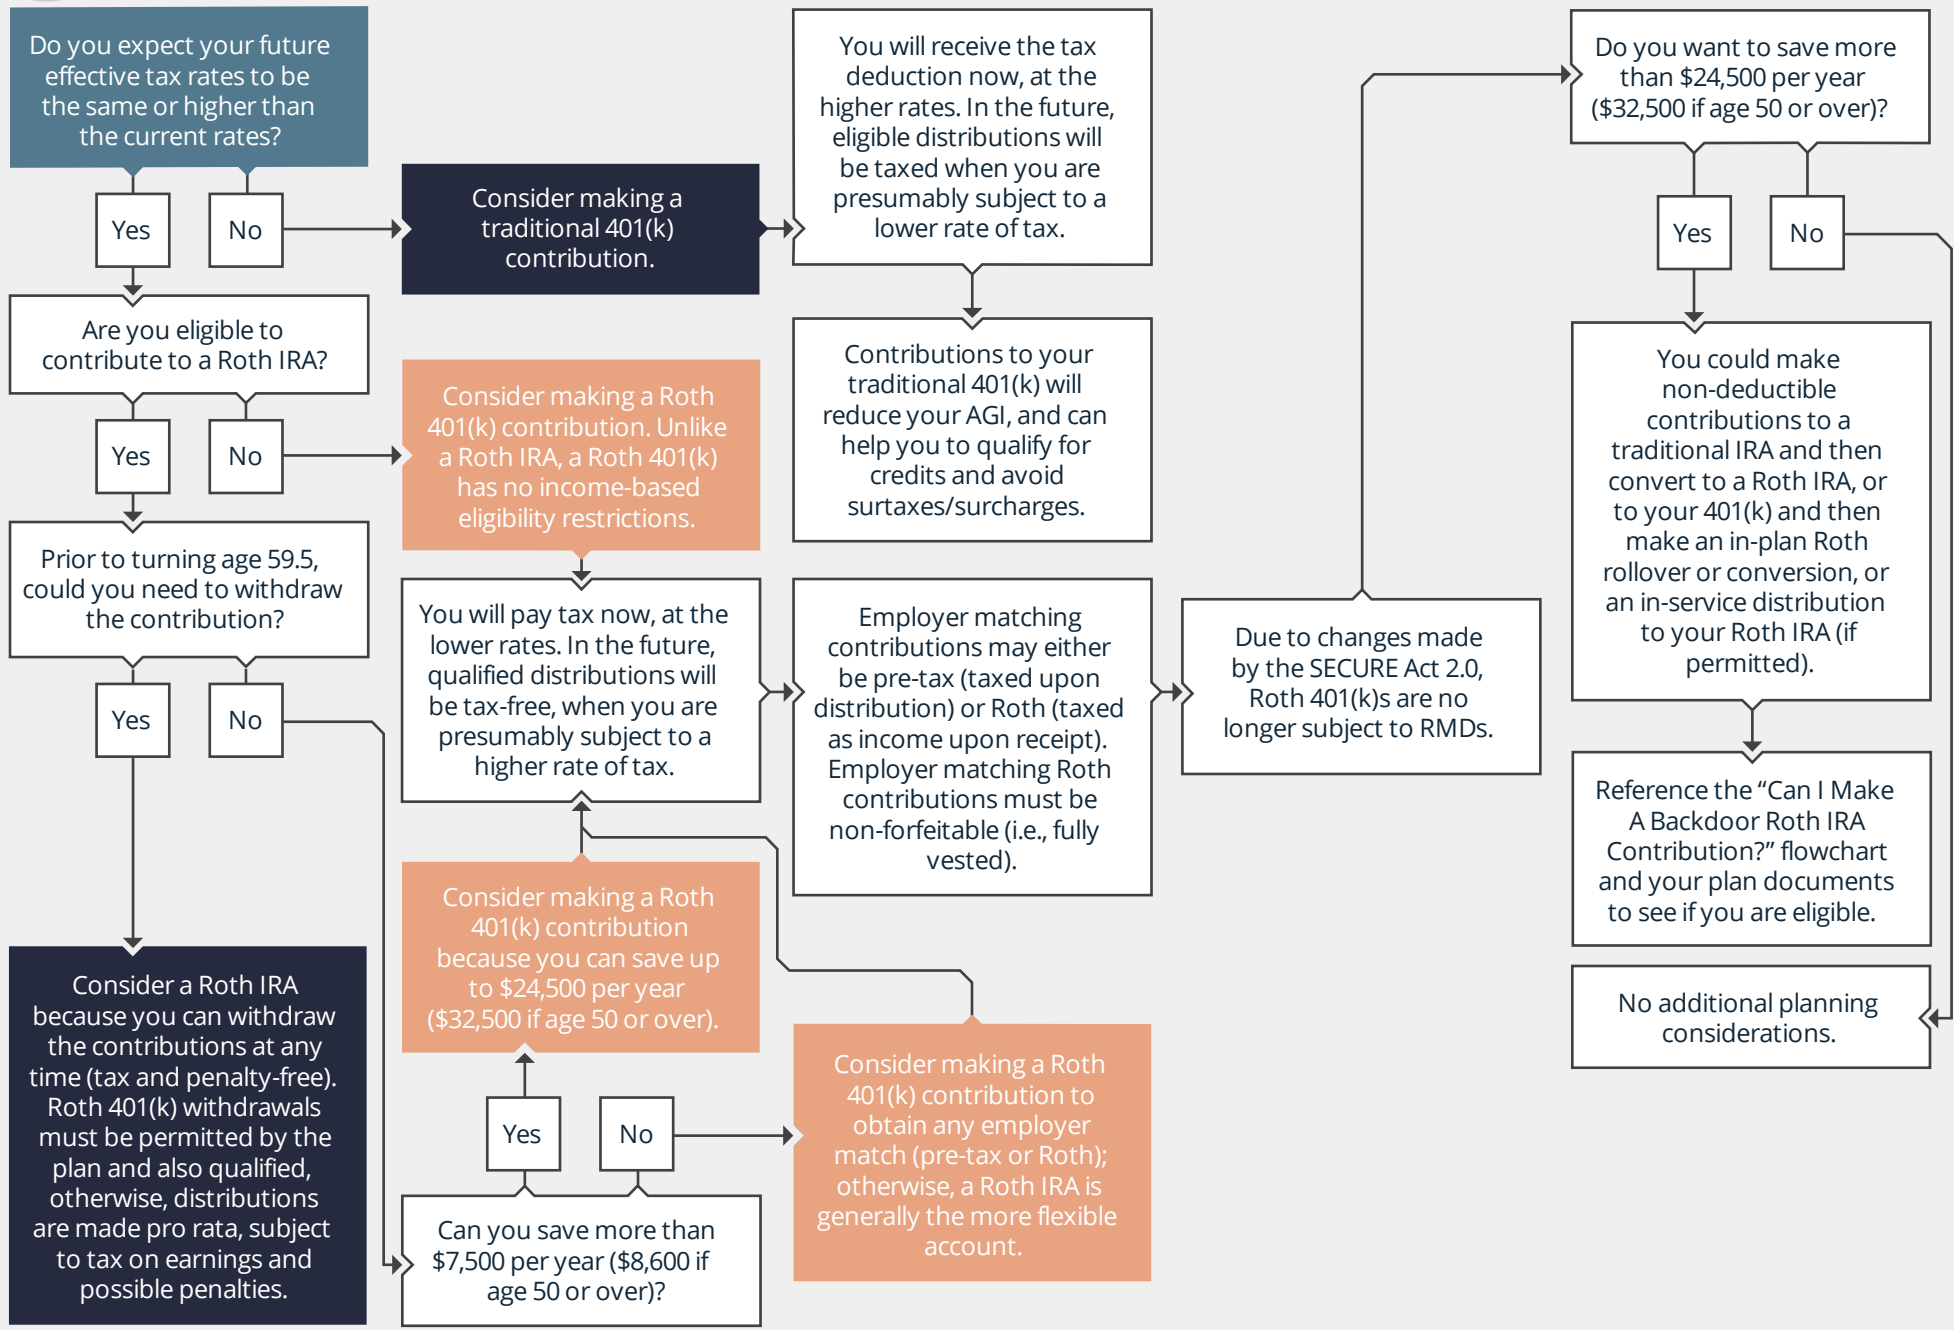 Do you expect your future
effective tax rates to be
the same or higher than
the current rates?
Yes
No
Are you eligible to
contribute to a Roth IRA?
Yes
No
Prior to turning age 59.5,
could you need to withdraw
the contribution?
Yes
No
Consider a Roth IRA
because you can withdraw
the contributions at any
time (tax and penalty-free).
Roth 401(k) withdrawals
must be permitted by the
plan and also qualified,
otherwise, distributions
are made pro rata, subject
to tax on earnings and
possible penalties.
Consider making a
traditional 401(k)
contribution.
Consider making a Roth
401(k) contribution. Unlike
a Roth IRA, a Roth 401(k)
has no income-based
eligibility restrictions.
You will pay tax now, at the
lower rates. In the future,
qualified distributions will
be tax-free, when you are
presumably subject to a
higher rate of tax.
Consider making a Roth
401(k) contribution
because you can save up
to $24,500 per year
($32,500 if age 50 or over).
Yes
No
Can you save more than
$7,500 per year ($8,600 if
age 50 or over)?
You will receive the tax
deduction now, at the
higher rates. In the future,
eligible distributions will
be taxed when you are
presumably subject to a
lower rate of tax.
Contributions to your
traditional 401(k) will
reduce your AGI, and can
help you to qualify for
credits and avoid
surtaxes/surcharges.
Employer matching
contributions may either
be pre-tax (taxed upon
distribution) or Roth (taxed
as income upon receipt).
Employer matching Roth
contributions must be
non-forfeitable (i.e., fully
vested).
Consider making a Roth
401(k) contribution to
obtain any employer
match (pre-tax or Roth);
otherwise, a Roth IRA is
generally the more flexible
account.
Due to changes made
by the SECURE Act 2.0,
Roth 401(k)s are no
longer subject to RMDs.
Do you want to save more
than $24,500 per year
($32,500 if age 50 or over)?
Yes
No
You could make
non-deductible
contributions to a
traditional IRA and then
convert to a Roth IRA, or
to your 401(k) and then
make an in-plan Roth
rollover or conversion, or
an in-service distribution
to your Roth IRA (if
permitted).
Reference the “Can I Make
A Backdoor Roth IRA
Contribution?” flowchart
and your plan documents
to see if you are eligible.
No additional planning
considerations.